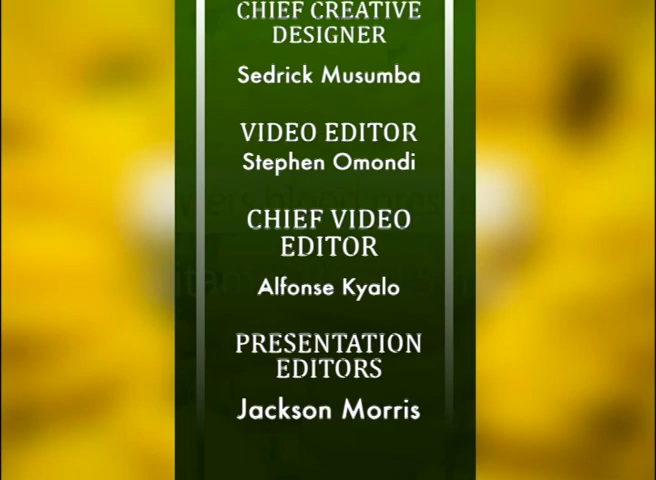 CHIEF CREATIVE
DESIGNER
Sedrick Musumba
VIDEO EDITOR
Stephen Omondi
CHIEF VIDEO
EDITOR
Alfonse Kyalo
PRESENTATION
EDITORS
Jackson Morris